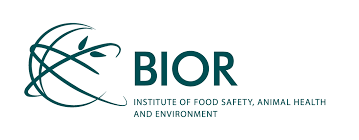 BIOR
INSTITUTE OF FOOD SAFETY, ANIMAL HEALTH
AND ENVIRONMENT